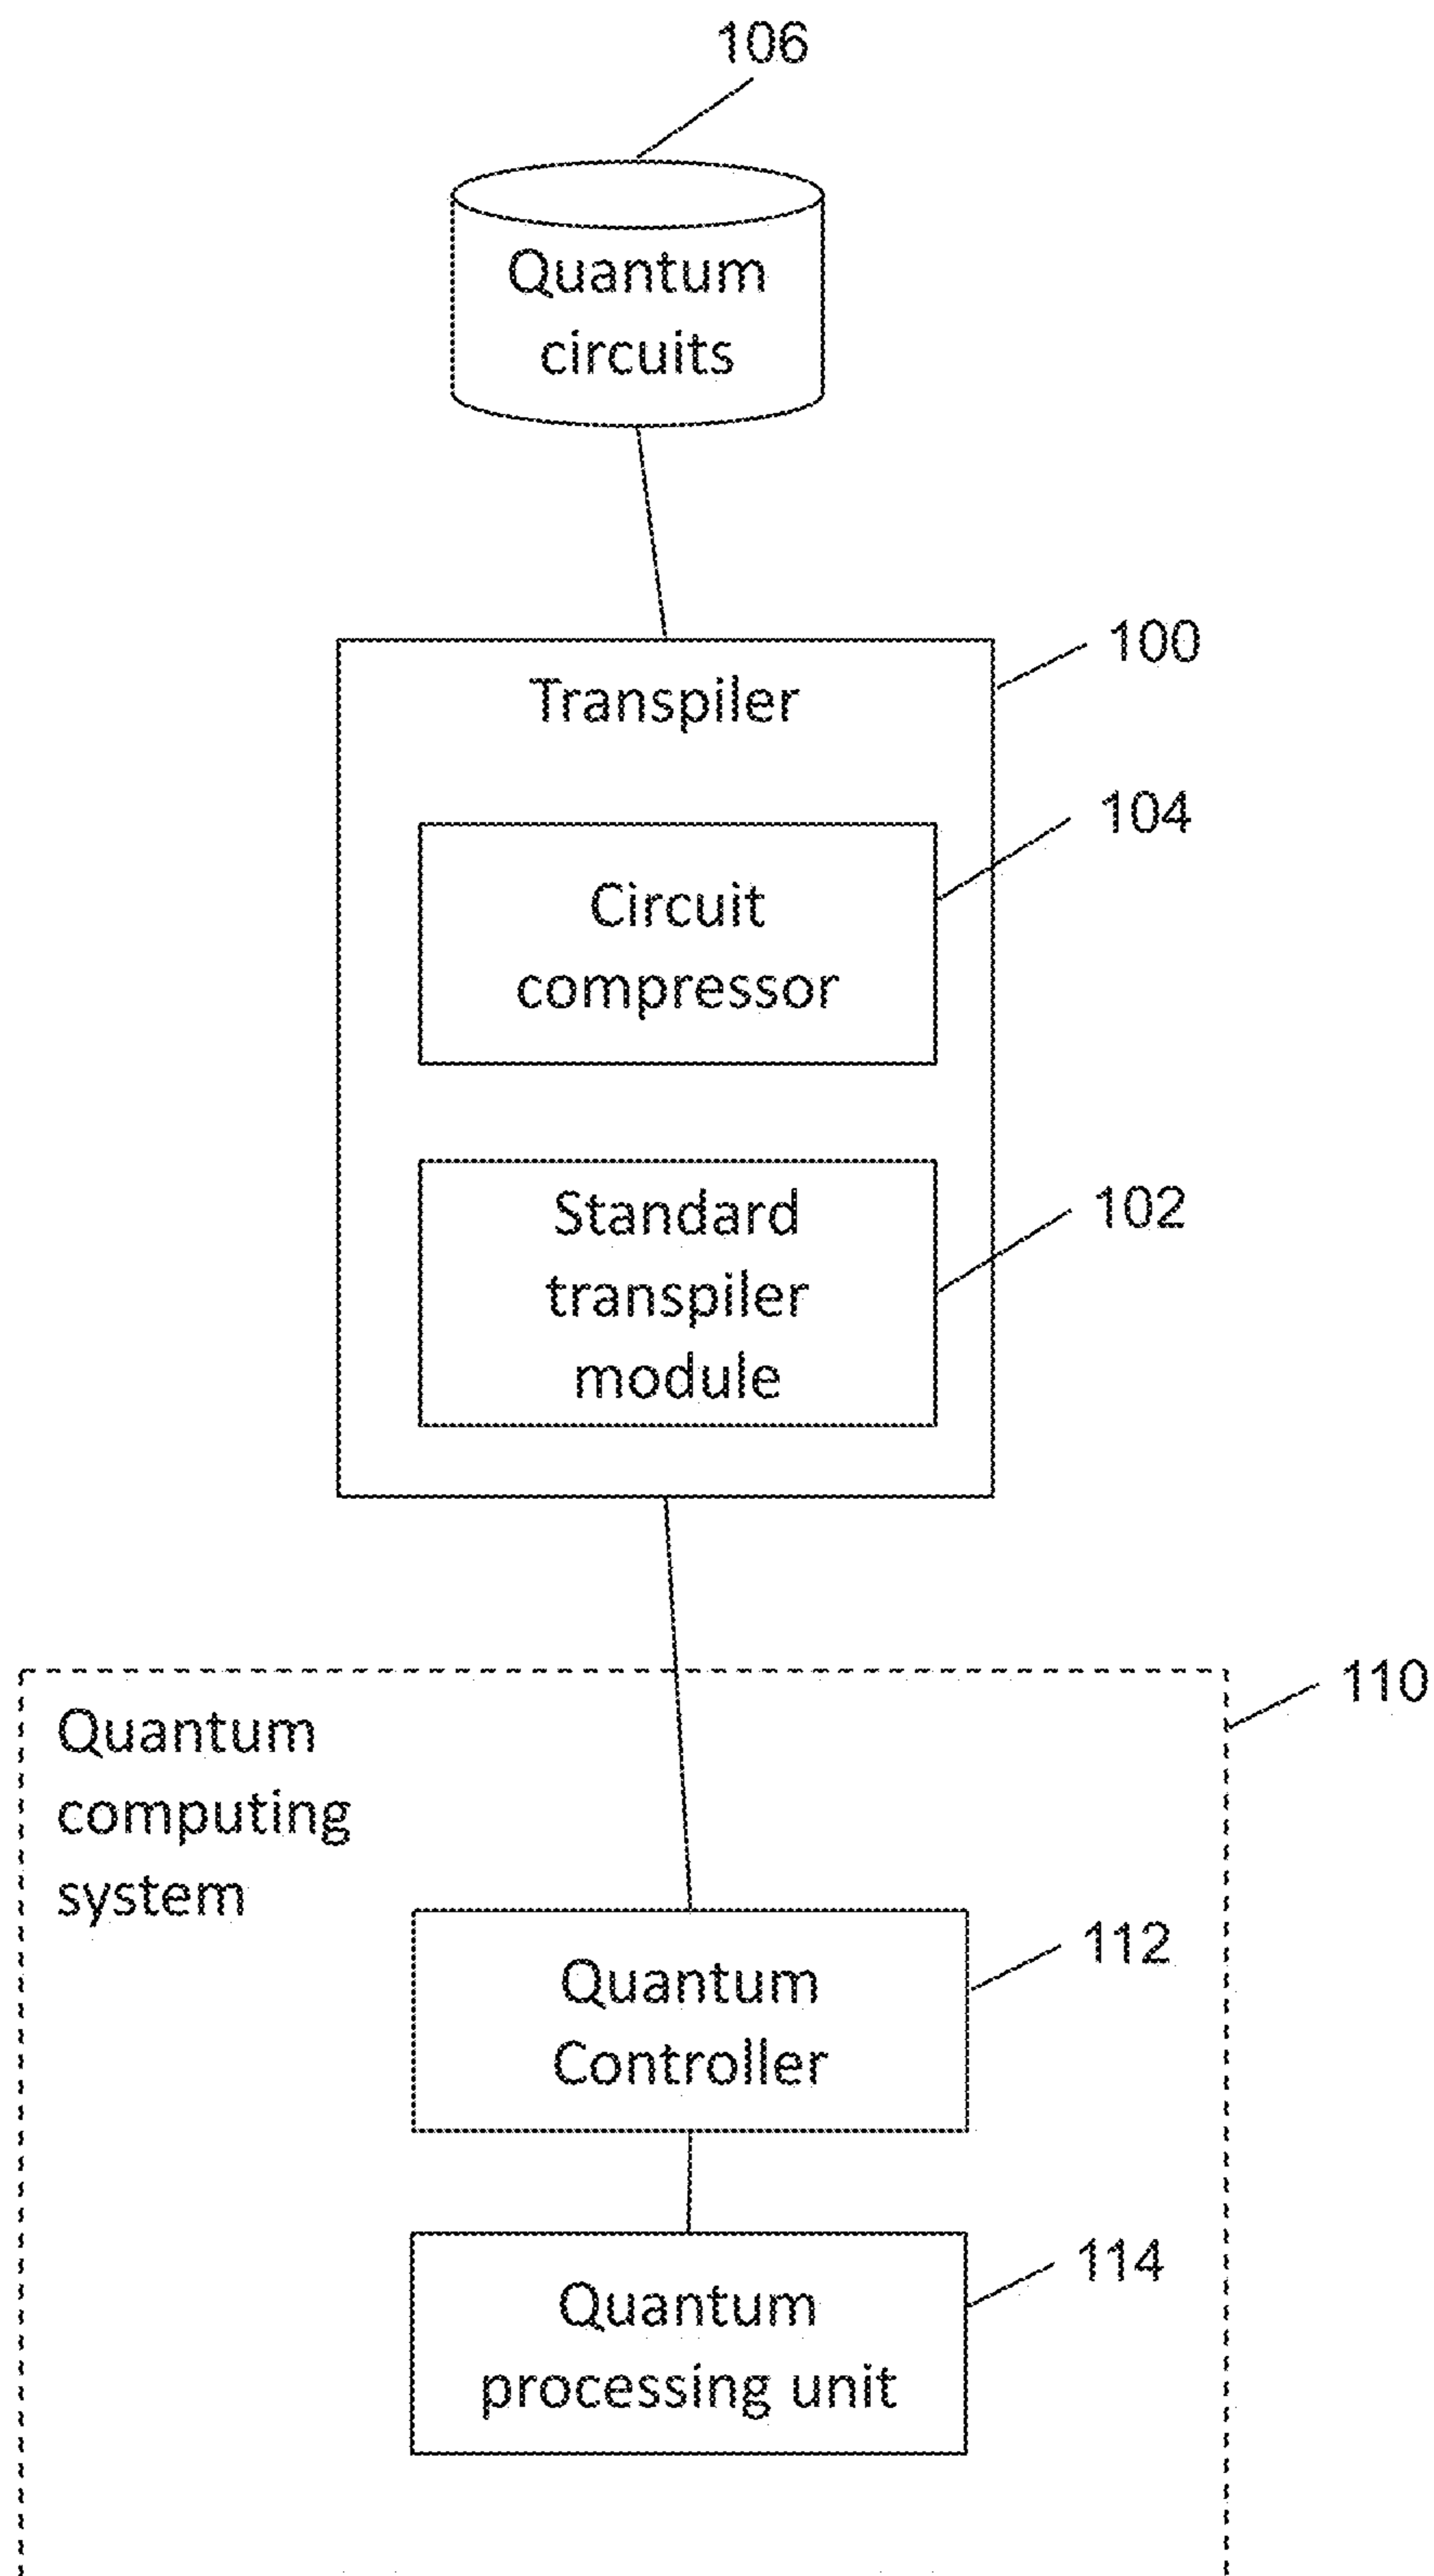 106
Quantum
circuits
100
Transpiler
104
Circuit
compressor
102
Standard
transpiler
module
110
Quantum
computing
system
112
Quantum
Controller
114
Quantum
processing unit